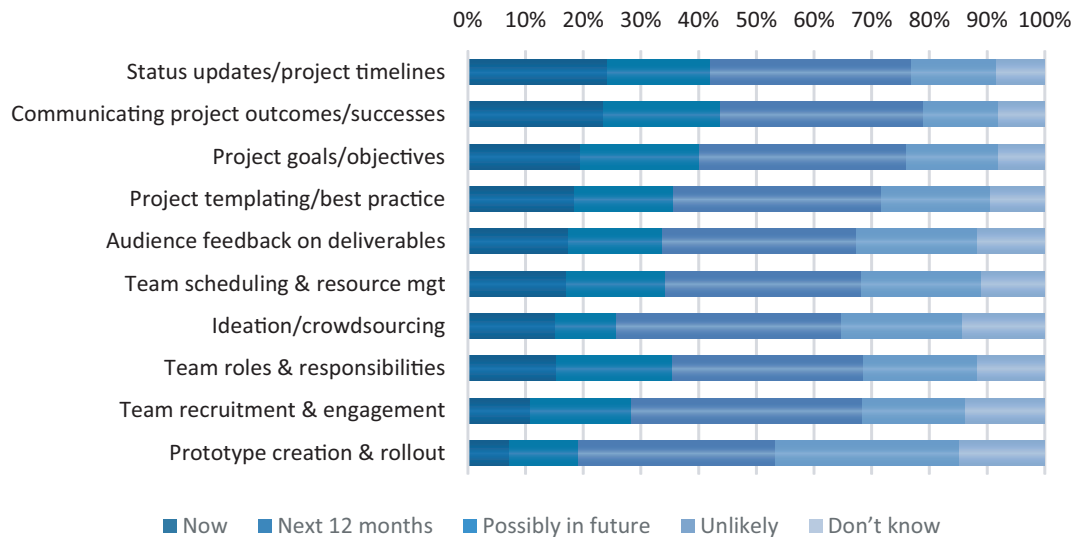 0% 10% 20% 30% 40% 50% 60% 70% 80% 90% 100%
Status updates/project timelines
Communicating project outcomes/successes
Project goals/objectives
Project templating/best practice
Audience feedback on deliverables
Team scheduling & resource mgt
Ideation/crowdsourcing
Team roles & responsibilities
Team recruitment & engagement
Prototype creation & rollout
Now Next 12 months Possibly in future Unlikely Don’t know